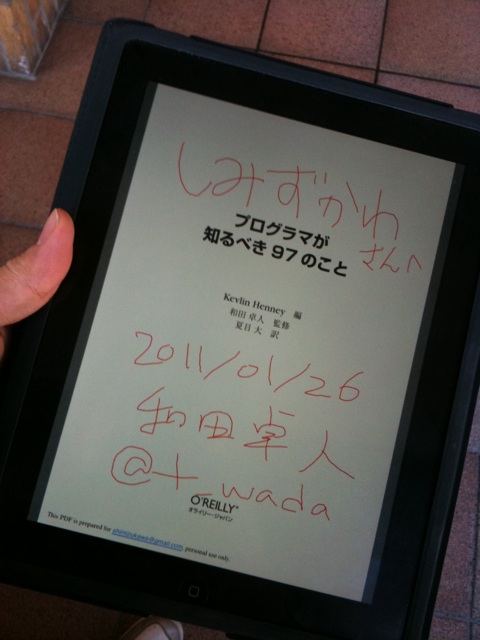 しみずかわ
さんへ
プログラマが
知るべき 97 のこと
Kevlin Henney 編
和田 卓人 監修
夏目 大 訳
2011/01/26
和田卓人
@t_wada
O'REILLY®
オライリー・ジャパン
This PDF is prepared for personal use only.